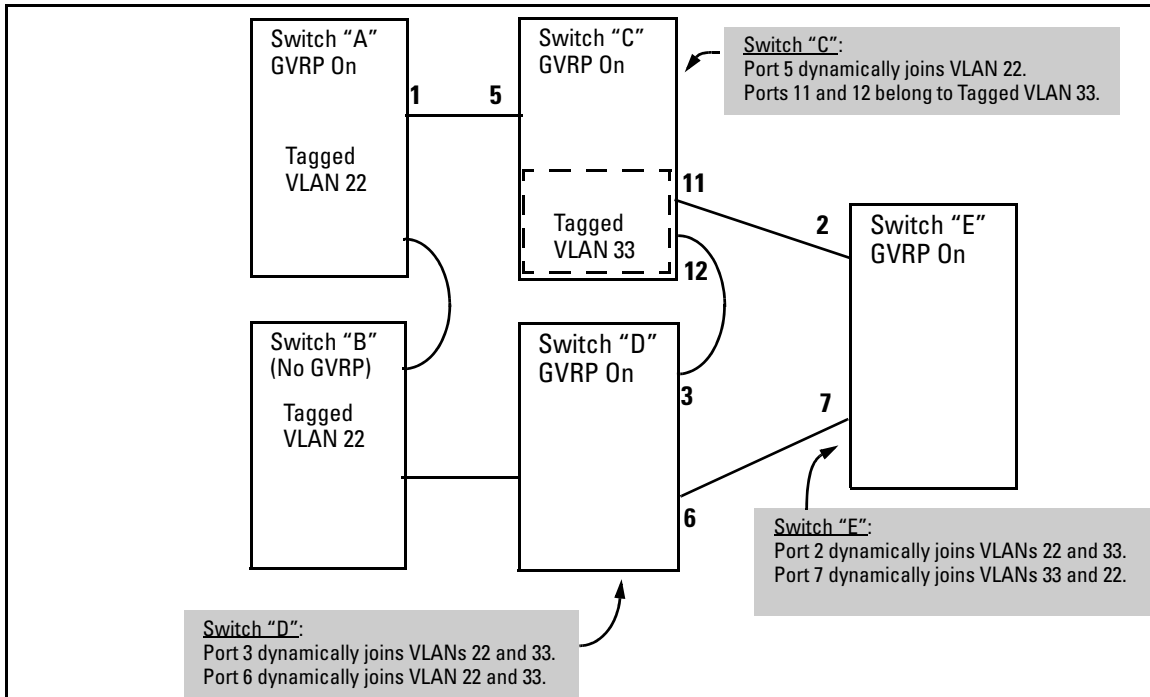 Switch “A”
GVRP On
1
Tagged
VLAN 22
5
Switch “C”
GVRP On
Tagged
VLAN 33
11
12
Switch “C”:
Port 5 dynamically joins VLAN 22.
Ports 11 and 12 belong to Tagged VLAN 33.
2
Switch “E”
GVRP On
7
Switch “B”
(No GVRP)
Tagged
VLAN 22
Switch “D”
GVRP On
3
6
Switch “E”:
Port 2 dynamically joins VLANs 22 and 33.
Port 7 dynamically joins VLANs 33 and 22.
Switch “D”:
Port 3 dynamically joins VLANs 22 and 33.
Port 6 dynamically joins VLAN 22 and 33.